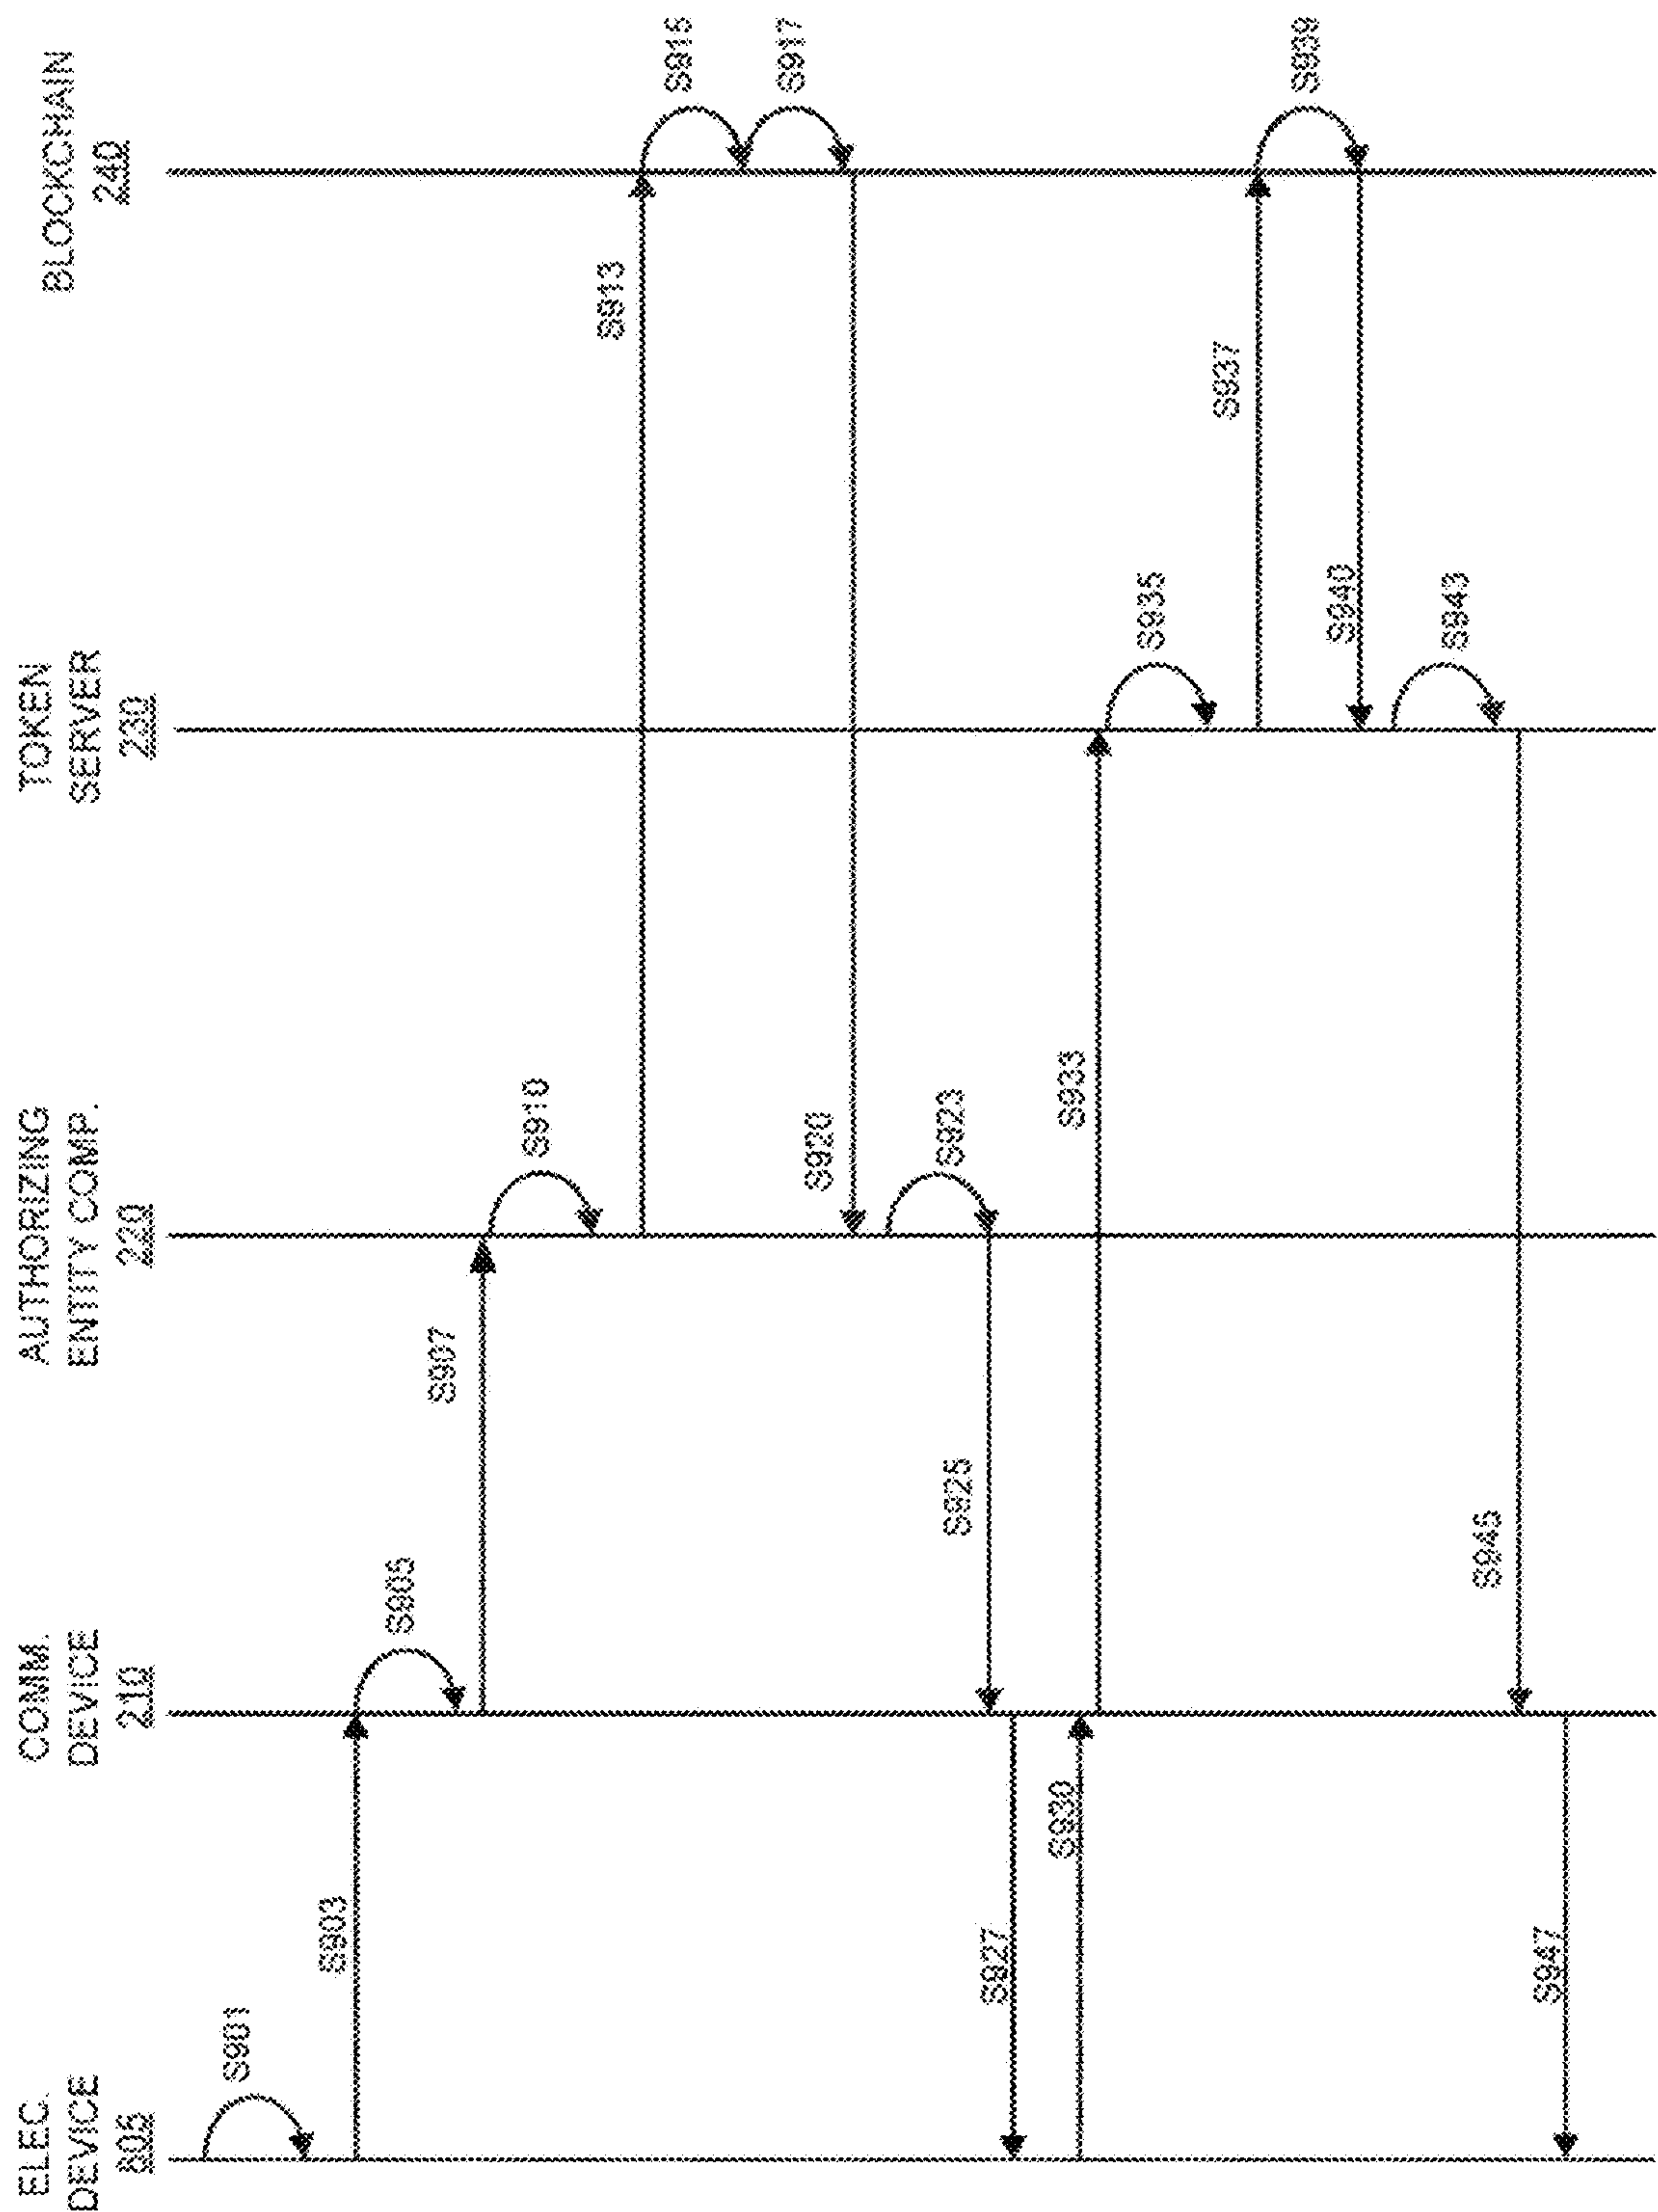 ELEC.
DEVICE
805
COMM.
DEVICE
210
AUTHORIZING
ENTITY COMP.
220
TOKEN
SERVER
230
BLOCKCHAIN
240
S901
S903
S905
S907
S910
S913
S915
S917
S920
S923
S925
S927
S930
S933
S935
S937
S939
S940
S943
S945
S947